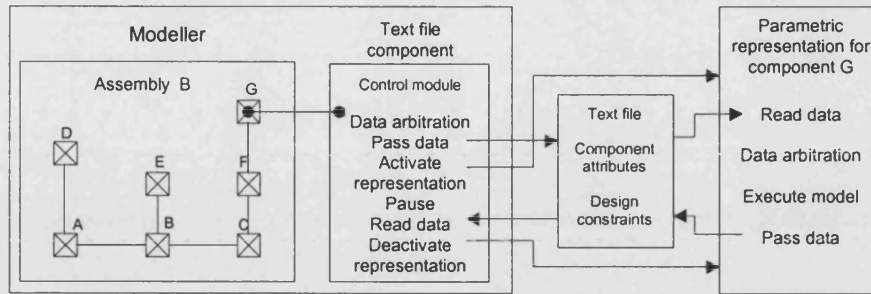 Modeller
Assembly B
G
D
E
F
A
B
C
Text file
component
Control module
Data arbitration
Pass data
Activate
representation
Pause
Read data
Deactivate
representation
Text file
Component
attributes
Design
constraints
Parametric
representation for
component G
Read data
Data arbitration
Execute model
Pass data